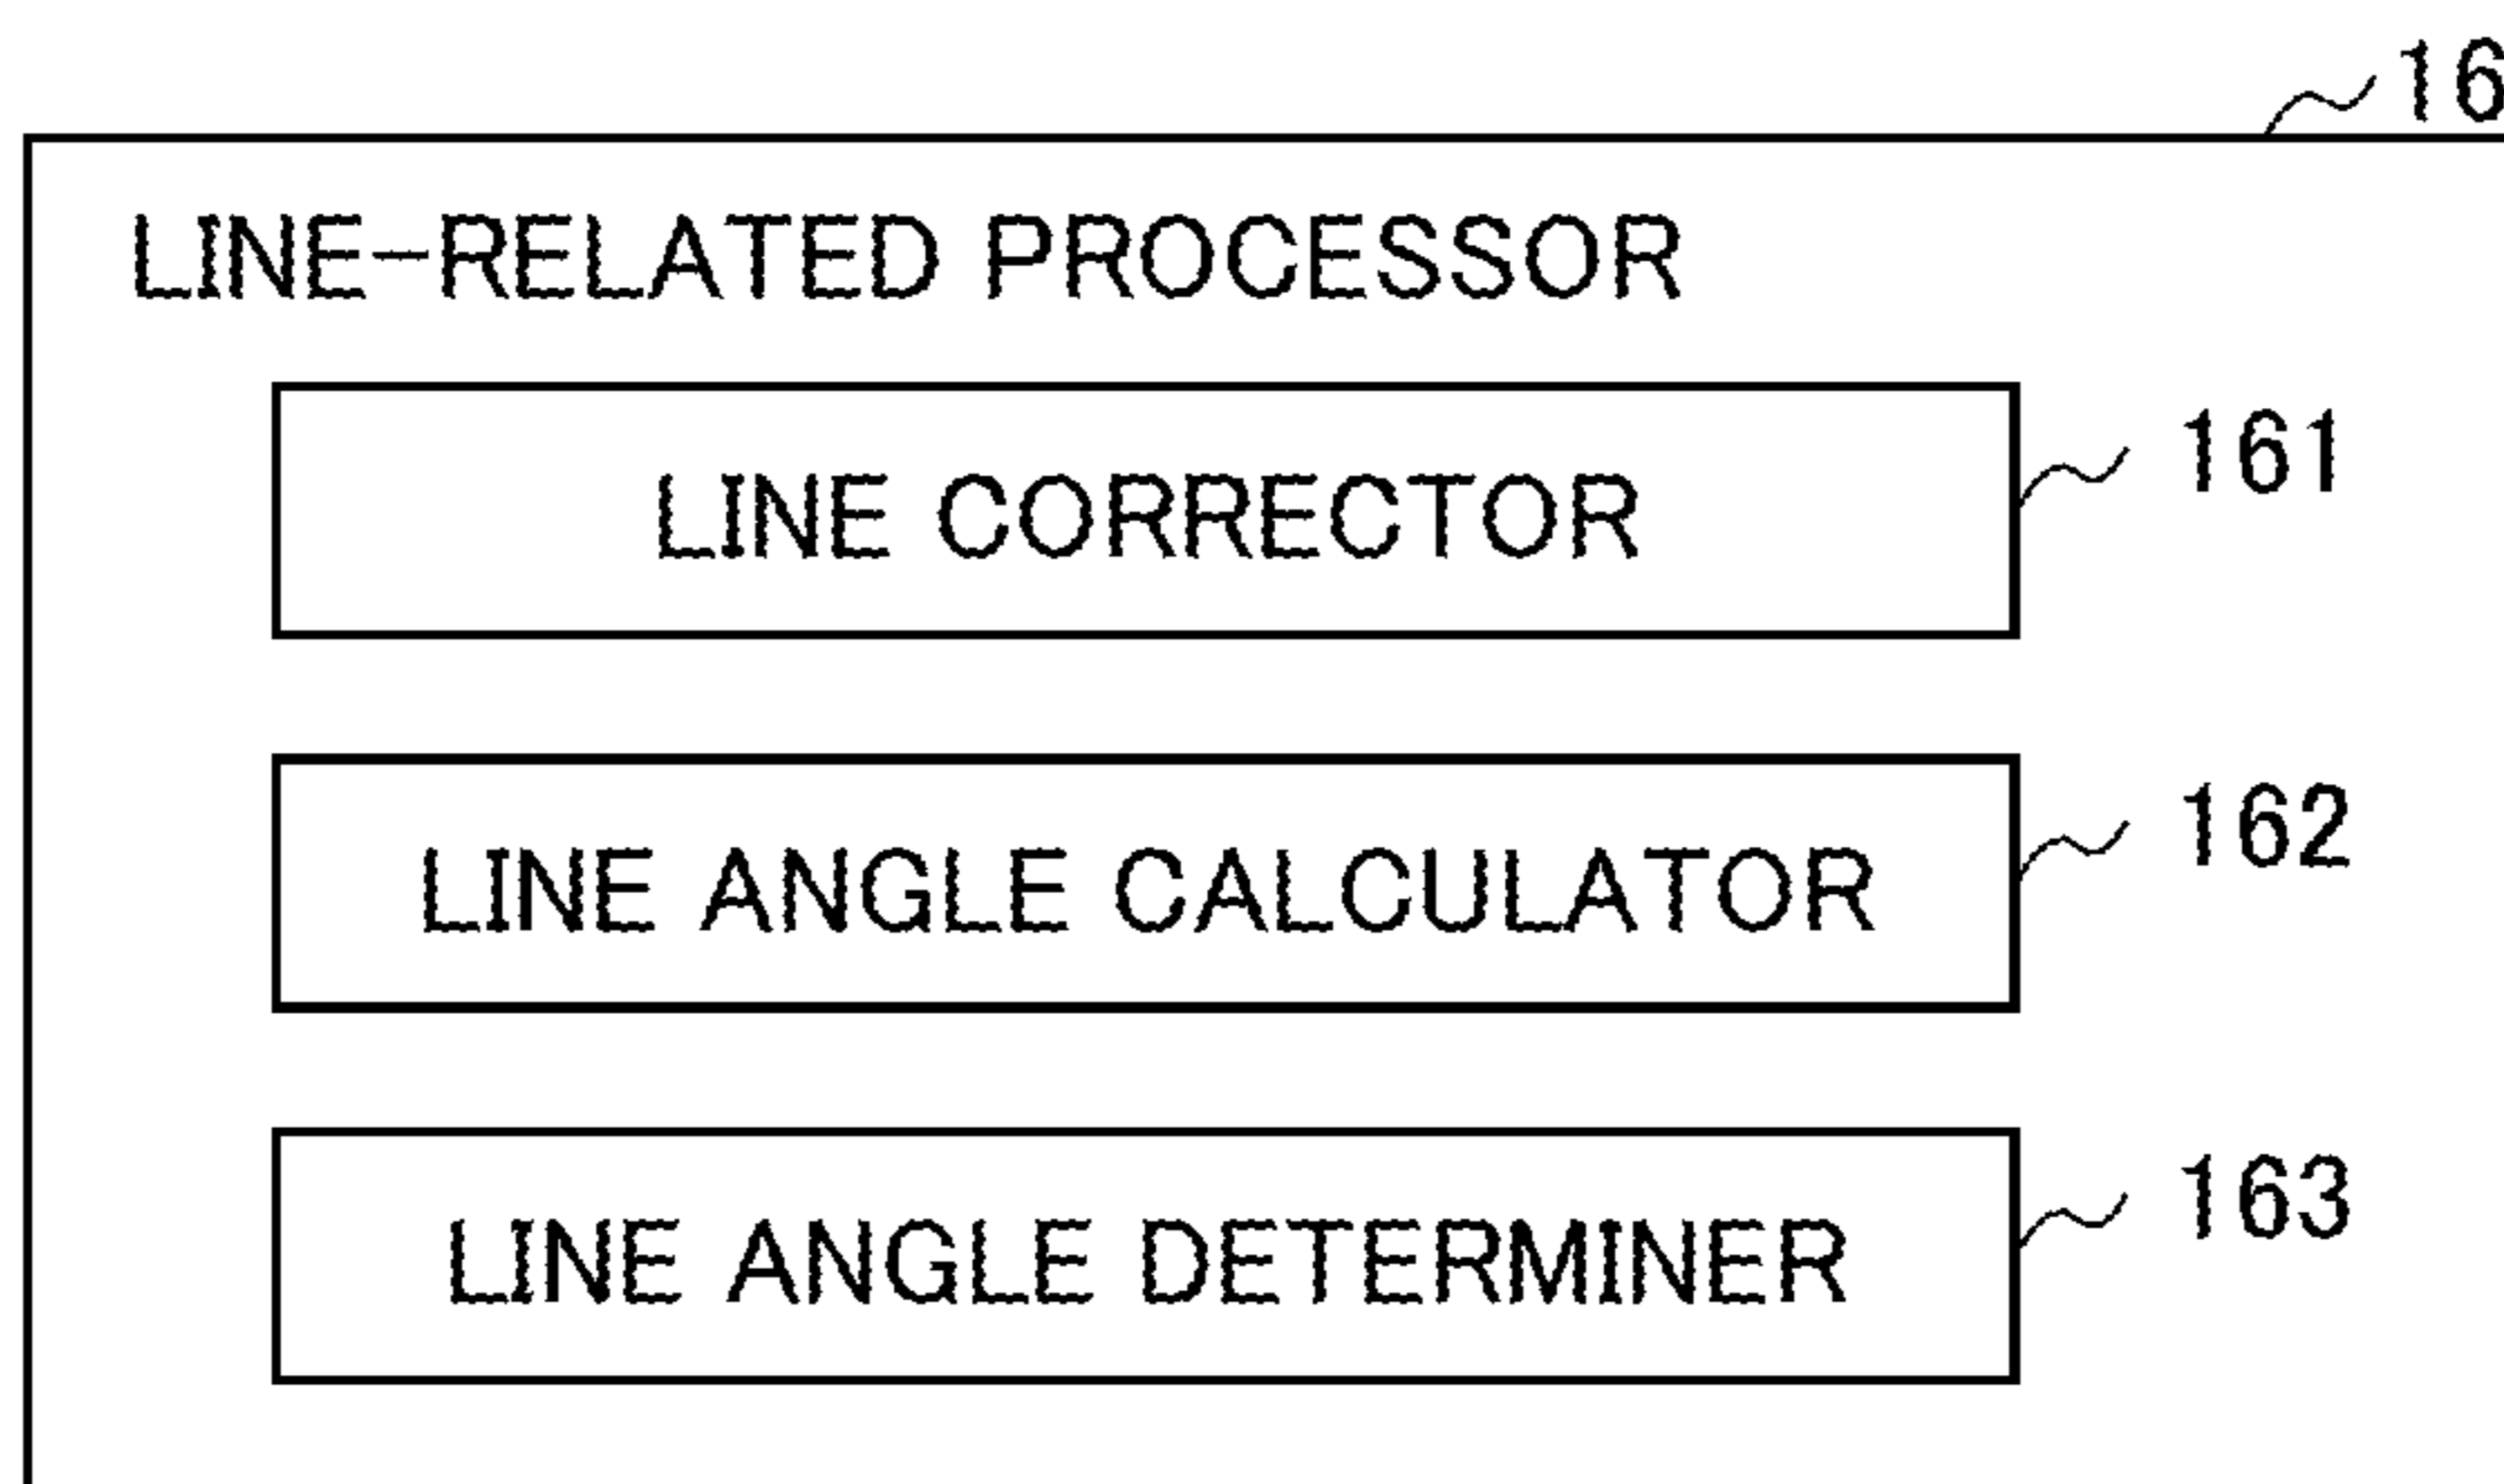 16
LINE-RELATED PROCESSOR
161
LINE CORRECTOR
162
LINE ANGLE CALCULATOR
163
LINE ANGLE DETERMINER